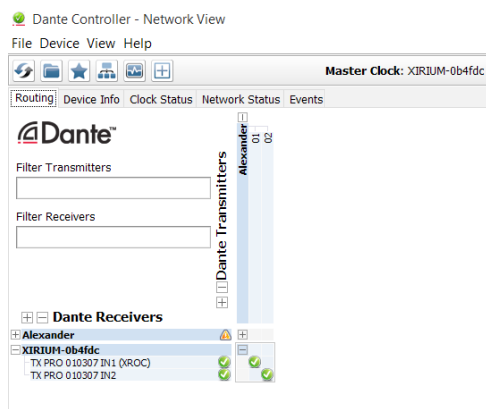 Dante Controller - Network View
File Device View Help
Master Clock: XIRIUM-0b4fdc
Routing Device Info Clock Status Network Status Events
Dante™
Filter Transmitters
Filter Receivers
Dante Transmitters
Alexander
01
02
Dante Receivers
Alexander
XIRIUM-0b4fdc
TX PRO 010307 IN1 (XROC)
TX PRO 010307 IN2